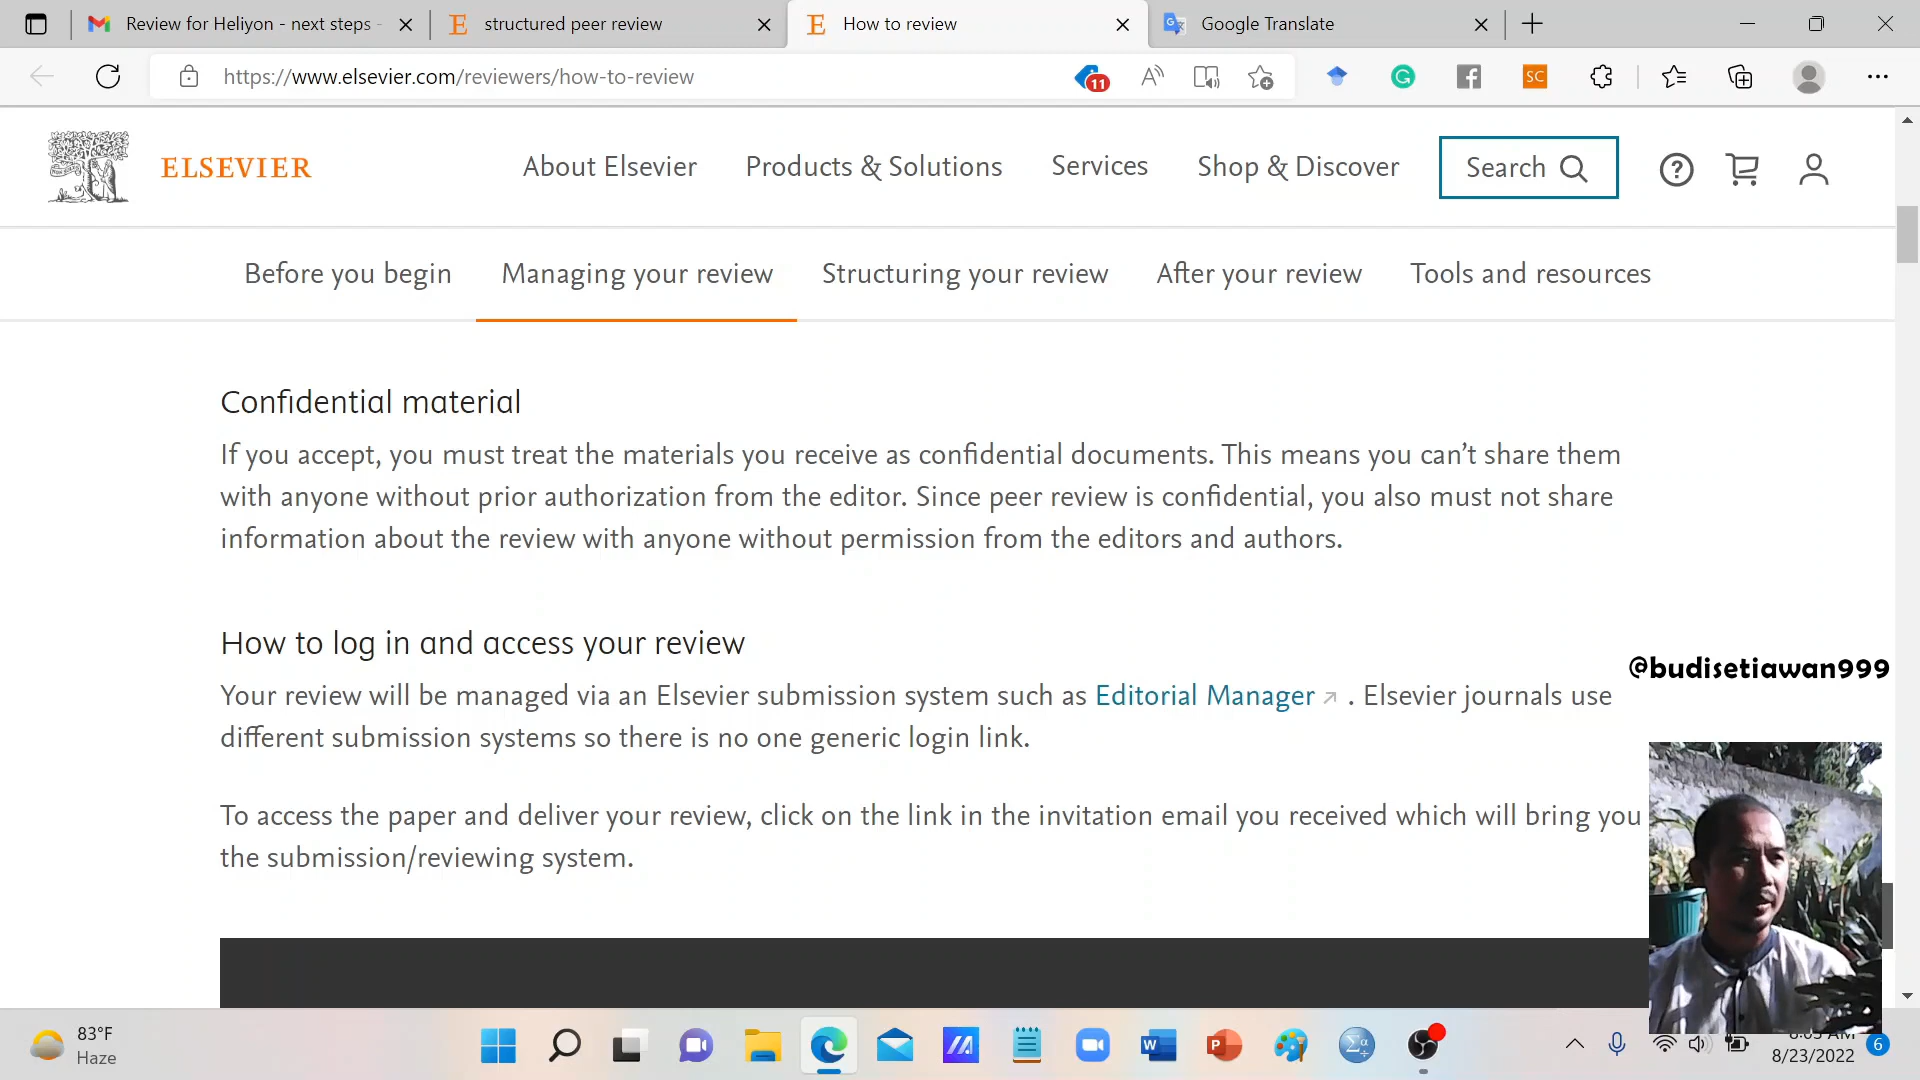 Review for Heliyon - next steps -
structured peer review
How to review
Google Translate
https://www.elsevier.com/reviewers/how-to-review
11
SC
ELSEVIER
About Elsevier
Products & Solutions
Services
Shop & Discover
Search
Before you begin
Managing your review
Structuring your review
After your review
Tools and resources
Confidential material
If you accept, you must treat the materials you receive as confidential documents. This means you can’t share them
with anyone without prior authorization from the editor. Since peer review is confidential, you also must not share
information about the review with anyone without permission from the editors and authors.
How to log in and access your review
@budisetiawan999
Your review will be managed via an Elsevier submission system such as Editorial Manager . Elsevier journals use
different submission systems so there is no one generic login link.
To access the paper and deliver your review, click on the link in the invitation email you received which will bring you
the submission/reviewing system.
83°F
Haze
8/23/2022
6